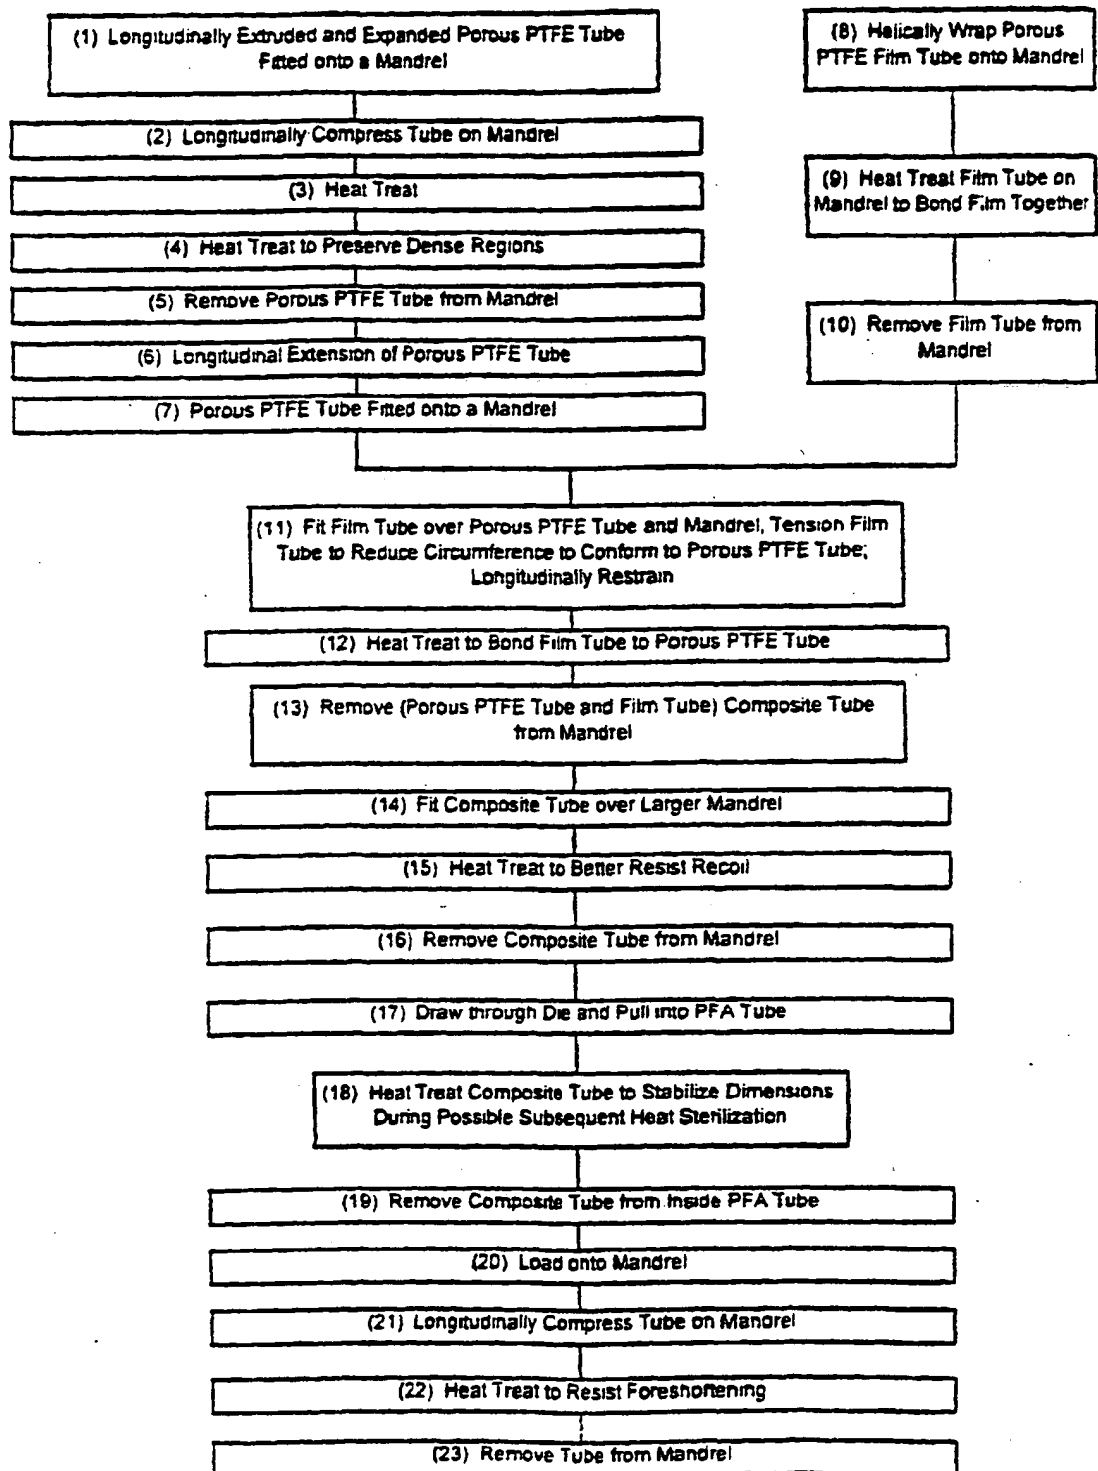 (1) Longitudinally Extruded and Expanded Porous PTFE Tube
Fitted onto a Mandrel
(2) Longitudinally Compress Tube on Mandrel
(3) Heat Treat
(4) Heat Treat to Preserve Dense Regions
(5) Remove Porous PTFE Tube from Mandrel
(6) Longitudinal Extension of Porous PTFE Tube
(7) Porous PTFE Tube Fitted onto a Mandrel
(8) Helically Wrap Porous
PTFE Film Tube onto Mandrel
(9) Heat Treat Film Tube on
Mandrel to Bond Film Together
(10) Remove Film Tube from
Mandrel
(11) Fit Film Tube over Porous PTFE Tube and Mandrel, Tension Film
Tube to Reduce Circumference to Conform to Porous PTFE Tube;
Longitudinally Restrain
(12) Heat Treat to Bond Film Tube to Porous PTFE Tube
(13) Remove (Porous PTFE Tube and Film Tube) Composite Tube
from Mandrel
(14) Fit Composite Tube over Larger Mandrel
(15) Heat Treat to Better Resist Recoil
(16) Remove Composite Tube from Mandrel
(17) Draw through Die and Pull into PFA Tube
(18) Heat Treat Composite Tube to Stabilize Dimensions
During Possible Subsequent Heat Sterilization
(19) Remove Composite Tube from Inside PFA Tube
(20) Load onto Mandrel
(21) Longitudinally Compress Tube on Mandrel
(22) Heat Treat to Resist Foreshortening
(23) Remove Tube from Mandrel